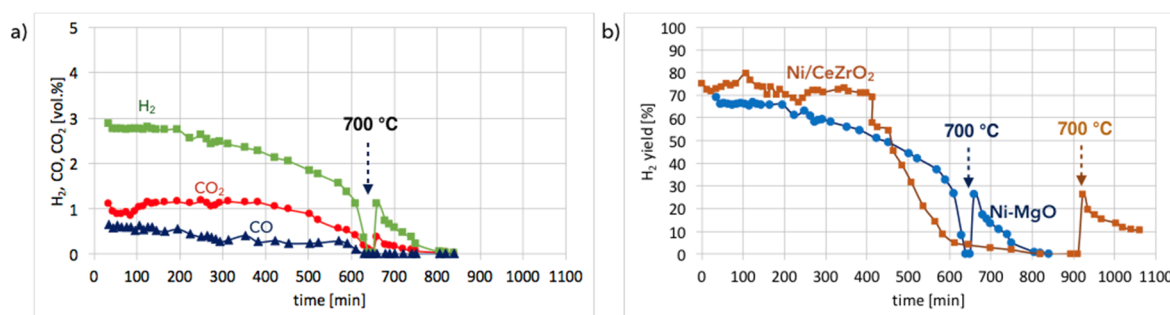 a)
H₂, CO, CO₂ [vol.%]
5
4
3
2
1
0
H₂
CO₂
CO
700 °C
0 100 200 300 400 500 600 700 800 900 1000 1100
time [min]
b)
H₂ yield [%]
100
90
80
70
60
50
40
30
20
10
0
Ni/CeZrO₂
700 °C
700 °C
Ni-MgO
0 100 200 300 400 500 600 700 800 900 1000 1100
time [min]